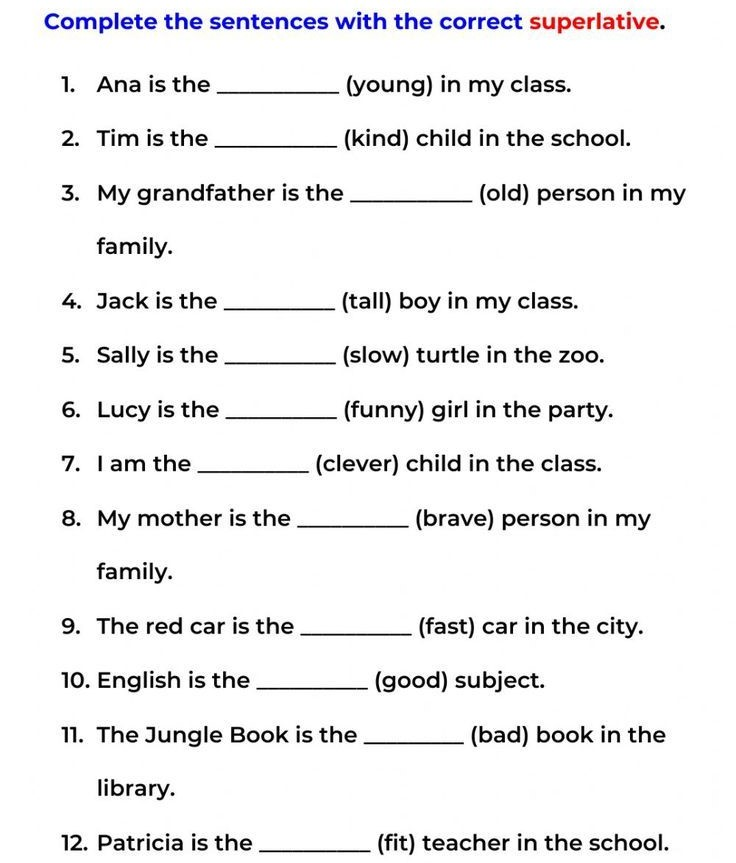 Complete the sentences with the correct superlative.
1. Ana is the ___________ (young) in my class.
2. Tim is the ___________ (kind) child in the school.
3. My grandfather is the ___________ (old) person in my
family.
4. Jack is the __________ (tall) boy in my class.
5. Sally is the __________ (slow) turtle in the zoo.
6. Lucy is the __________ (funny) girl in the party.
7. I am the __________ (clever) child in the class.
8. My mother is the __________ (brave) person in my
family.
9. The red car is the __________ (fast) car in the city.
10. English is the __________ (good) subject.
11. The Jungle Book is the _________ (bad) book in the
library.
12. Patricia is the __________ (fit) teacher in the school.